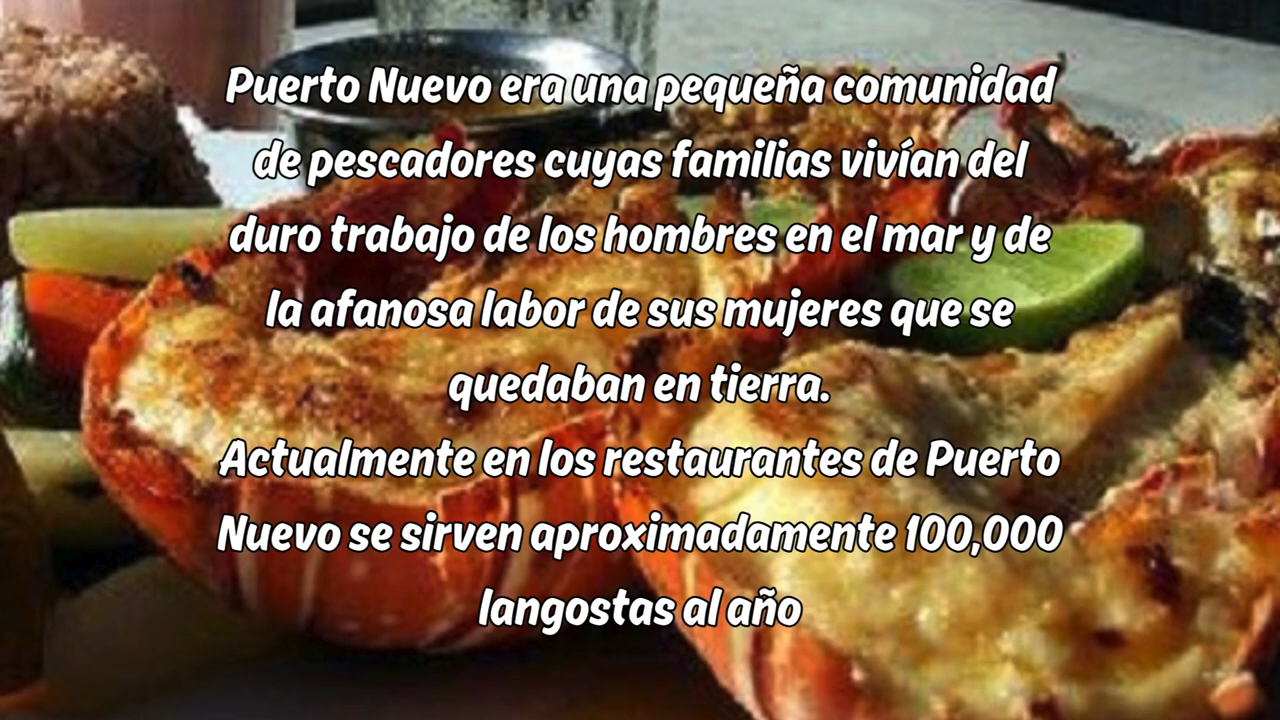 Puerto Nuevo era una pequeña comunidad
de pescadores cuyas familias vivían del
duro trabajo de los hombres en el mar y de
la afanosa labor de sus mujeres que se
quedaban en tierra.
Actualmente en los restaurantes de Puerto
Nuevo se sirven aproximadamente 100,000
langostas al año